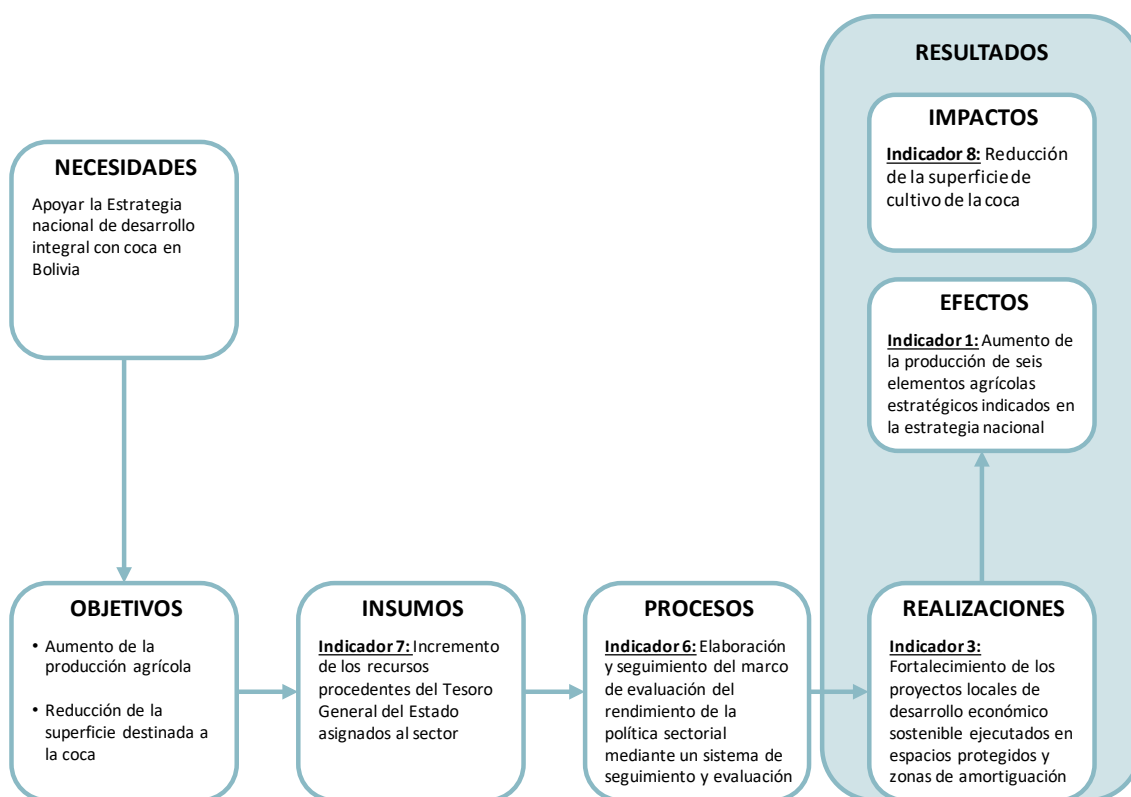 RESULTADOS
IMPACTOS
Indicador 8: Reducción
de la superficie de
cultivo de la coca
NECESIDADES
Apoyar la Estrategia
nacional de desarrollo
integral con coca en
Bolivia
EFECTOS
Indicador 1: Aumento de
la producción de seis
elementos agrícolas
estratégicos indicados en
la estrategia nacional
OBJETIVOS
• Aumento de la
producción agrícola
• Reducción de la
superficie destinada a
la coca
INSUMOS
Indicador 7: Incremento
de los recursos
procedentes del Tesoro
General del Estado
asignados al sector
PROCESOS
Indicador 6: Elaboración
y seguimiento del marco
de evaluación del
rendimiento de la
política sectorial
mediante un sistema de
seguimiento y evaluación
REALIZACIONES
Indicador 3:
Fortalecimiento de los
proyectos locales de
desarrollo económico
sostenible ejecutados en
espacios protegidos y
zonas de amortiguación